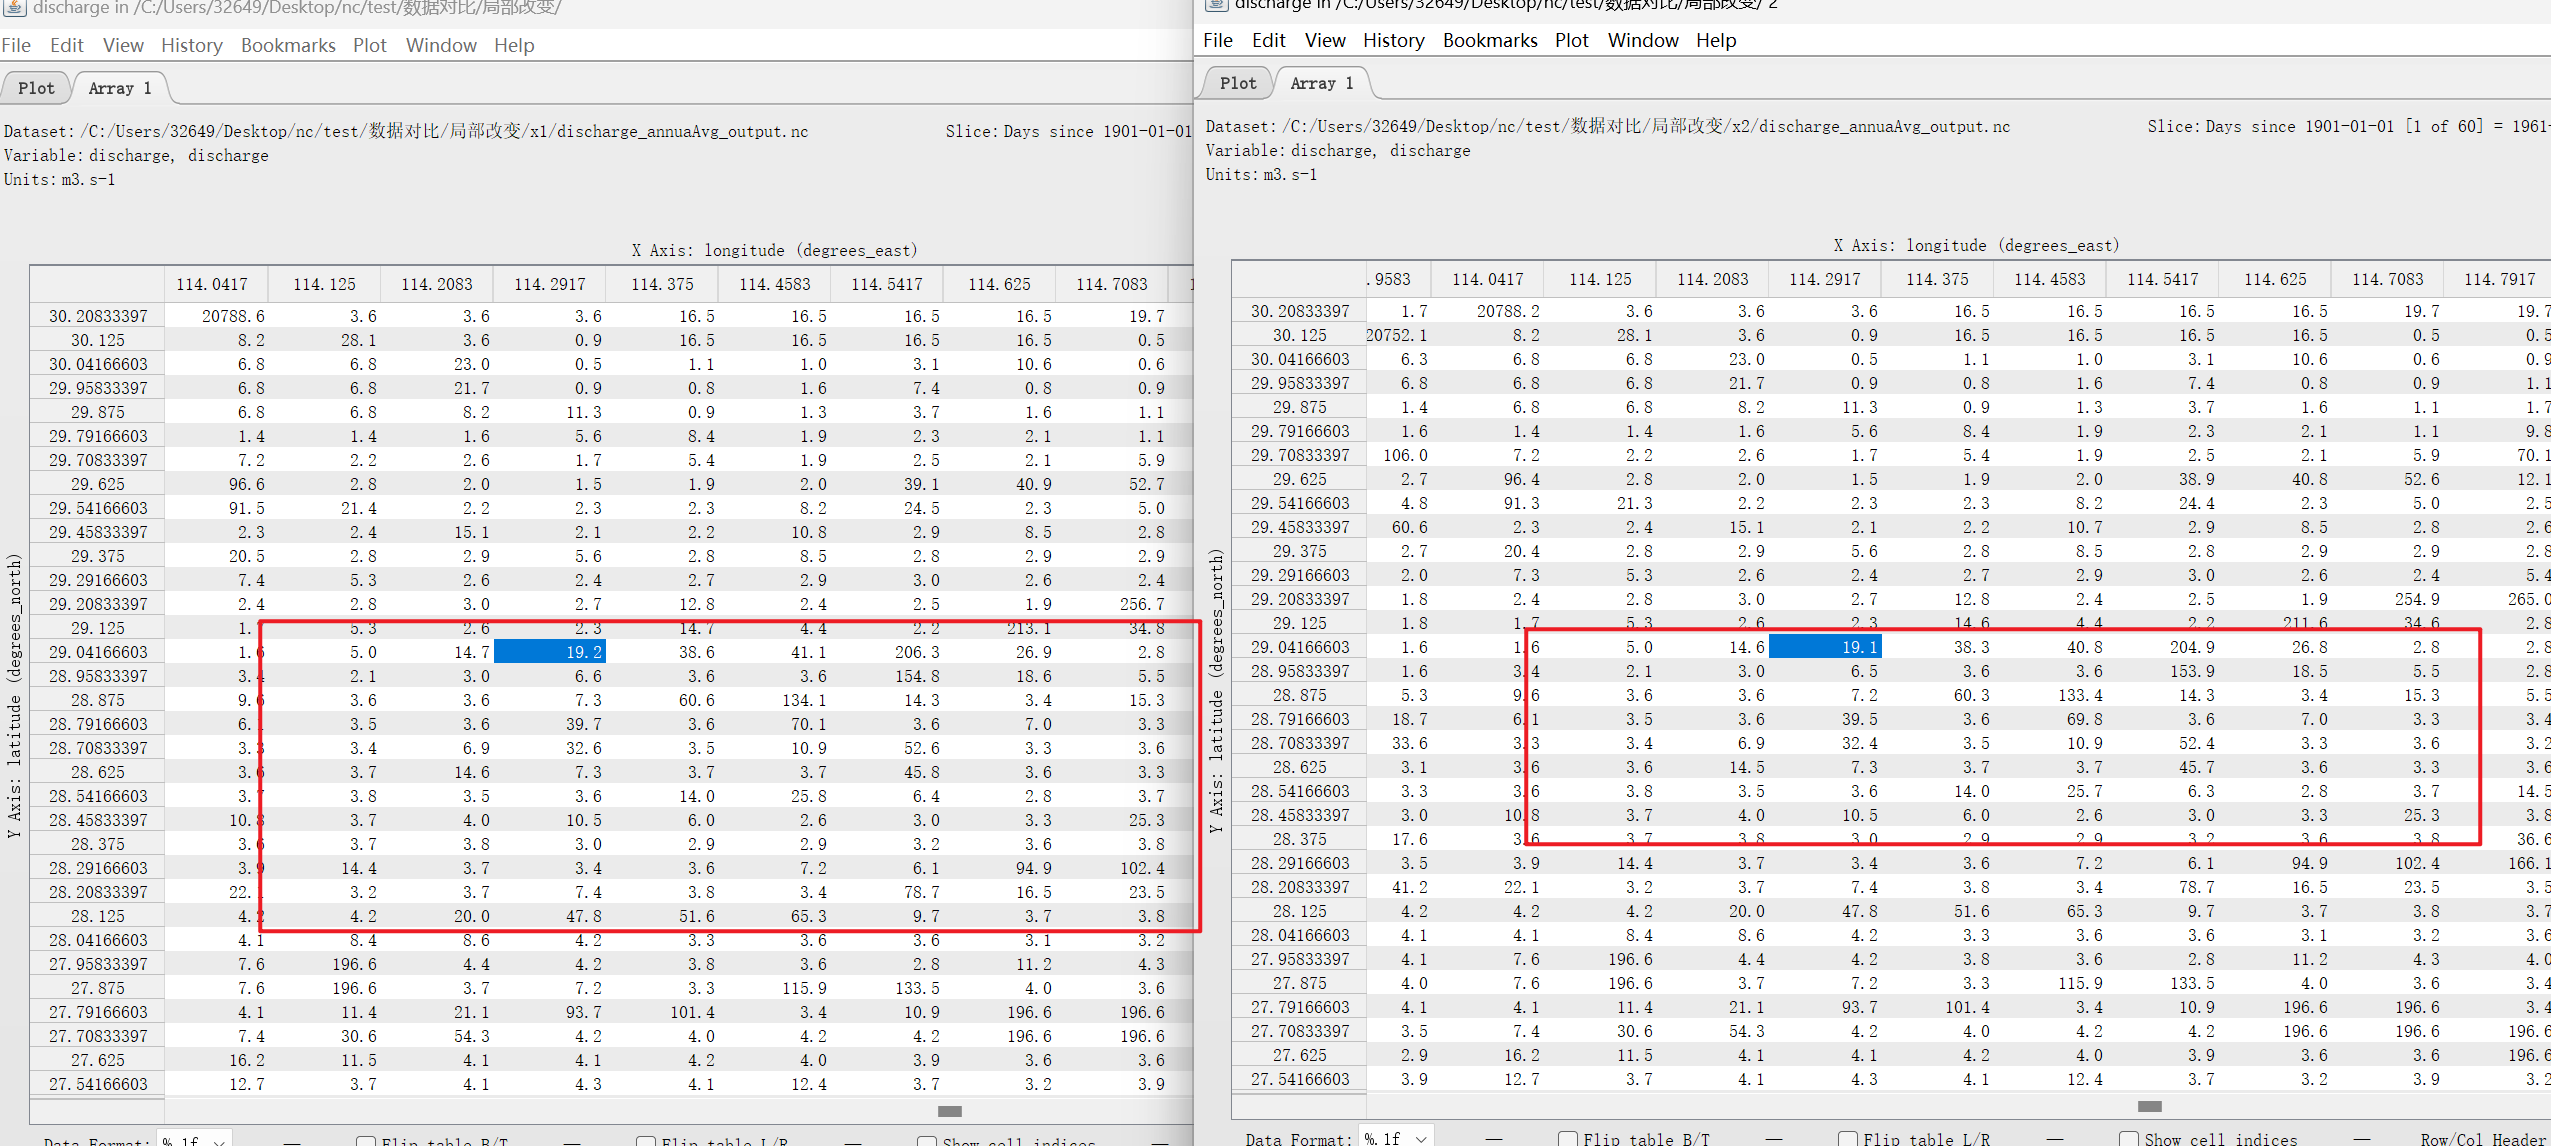 discharge in /C:/Users/32649/Desktop/nc/test/数据对比/局部改变/
File Edit View History Bookmarks Plot Window Help
Plot Array 1
Dataset: /C:/Users/32649/Desktop/nc/test/数据对比/局部改变/x1/discharge_annuaAvg_output.nc Slice: Days since 1901-01-01
Variable: discharge, discharge
Units: m3.s-1
X Axis: longitude (degrees_east)
Y Axis: latitude (degrees_north)
114.0417 114.125 114.2083 114.2917 114.375 114.4583 114.5417 114.625 114.7083
30.20833397 20788.6 3.6 3.6 3.6 16.5 16.5 16.5 16.5 19.7
30.125 8.2 28.1 3.6 0.9 16.5 16.5 16.5 16.5 0.5
30.04166603 6.8 6.8 23.0 0.5 1.1 1.0 3.1 10.6 0.6
29.95833397 6.8 6.8 21.7 0.9 0.8 1.6 7.4 0.8 0.9
29.875 6.8 6.8 8.2 11.3 0.9 1.3 3.7 1.6 1.1
29.79166603 1.4 1.4 1.6 5.6 8.4 1.9 2.3 2.1 1.1
29.70833397 7.2 2.2 2.6 1.7 5.4 1.9 2.5 2.1 5.9
29.625 96.6 2.8 2.0 1.5 1.9 2.0 39.1 40.9 52.7
29.54166603 91.5 21.4 2.2 2.3 2.3 8.2 24.5 2.3 5.0
29.45833397 2.3 2.4 15.1 2.1 2.2 10.8 2.9 8.5 2.8
29.375 20.5 2.8 2.9 5.6 2.8 8.5 2.8 2.9 2.9
29.29166603 7.4 5.3 2.6 2.4 2.7 2.9 3.0 2.6 2.4
29.20833397 2.4 2.8 3.0 2.7 12.8 2.4 2.5 1.9 256.7
29.125 1. 5.3 2.6 2.3 14.7 4.4 2.2 213.1 34.8
29.04166603 1.6 5.0 14.7 19.2 38.6 41.1 206.3 26.9 2.8
28.95833397 3.4 2.1 3.0 6.6 3.6 3.6 154.8 18.6 5.5
28.875 9.6 3.6 3.6 7.3 60.6 134.1 14.3 3.4 15.3
28.79166603 6. 3.5 3.6 39.7 3.6 70.1 3.6 7.0 3.3
28.70833397 3.3 3.4 6.9 32.6 3.5 10.9 52.6 3.3 3.6
28.625 3.6 3.7 14.6 7.3 3.7 3.7 45.8 3.6 3.3
28.54166603 3.7 3.8 3.5 3.6 14.0 25.8 6.4 2.8 3.7
28.45833397 10.8 3.7 4.0 10.5 6.0 2.6 3.0 3.3 25.3
28.375 3.6 3.7 3.8 3.0 2.9 2.9 3.2 3.6 3.8
28.29166603 3.9 14.4 3.7 3.4 3.6 7.2 6.1 94.9 102.4
28.20833397 22. 3.2 3.7 7.4 3.8 3.4 78.7 16.5 23.5
28.125 4.2 4.2 20.0 47.8 51.6 65.3 9.7 3.7 3.8
28.04166603 4.1 8.4 8.6 4.2 3.3 3.6 3.6 3.1 3.2
27.95833397 7.6 196.6 4.4 4.2 3.8 3.6 2.8 11.2 4.3
27.875 7.6 196.6 3.7 7.2 3.3 115.9 133.5 4.0 3.6
27.79166603 4.1 11.4 21.1 93.7 101.4 3.4 10.9 196.6 196.6
27.70833397 7.4 30.6 54.3 4.2 4.0 4.2 4.2 196.6 196.6
27.625 16.2 11.5 4.1 4.1 4.2 4.0 3.9 3.6 3.6
27.54166603 12.7 3.7 4.1 4.3 4.1 12.4 3.7 3.2 3.9
Data Format: %.1f Flip table B/T Flip table L/R Show cell indices
discharge in /C:/Users/32649/Desktop/nc/test/数据对比/局部改变/ 2
File Edit View History Bookmarks Plot Window Help
Plot Array 1
Dataset: /C:/Users/32649/Desktop/nc/test/数据对比/局部改变/x2/discharge_annuaAvg_output.nc Slice: Days since 1901-01-01 [1 of 60] = 1961-
Variable: discharge, discharge
Units: m3.s-1
X Axis: longitude (degrees_east)
Y Axis: latitude (degrees_north)
.9583 114.0417 114.125 114.2083 114.2917 114.375 114.4583 114.5417 114.625 114.7083 114.7917
30.20833397 1.7 20788.2 3.6 3.6 3.6 16.5 16.5 16.5 16.5 19.7 19.7
30.125 20752.1 8.2 28.1 3.6 0.9 16.5 16.5 16.5 16.5 0.5 0.5
30.04166603 6.3 6.8 6.8 23.0 0.5 1.1 1.0 3.1 10.6 0.6 0.9
29.95833397 6.8 6.8 6.8 21.7 0.9 0.8 1.6 7.4 0.8 0.9 1.1
29.875 1.4 6.8 6.8 8.2 11.3 0.9 1.3 3.7 1.6 1.1 1.7
29.79166603 1.6 1.4 1.4 1.6 5.6 8.4 1.9 2.3 2.1 1.1 9.8
29.70833397 106.0 7.2 2.2 2.6 1.7 5.4 1.9 2.5 2.1 5.9 70.1
29.625 2.7 96.4 2.8 2.0 1.5 1.9 2.0 38.9 40.8 52.6 12.1
29.54166603 4.8 91.3 21.3 2.2 2.3 2.3 8.2 24.4 2.3 5.0 2.5
29.45833397 60.6 2.3 2.4 15.1 2.1 2.2 10.7 2.9 8.5 2.8 2.6
29.375 2.7 20.4 2.8 2.9 5.6 2.8 8.5 2.8 2.9 2.9 2.8
29.29166603 2.0 7.3 5.3 2.6 2.4 2.7 2.9 3.0 2.6 2.4 5.4
29.20833397 1.8 2.4 2.8 3.0 2.7 12.8 2.4 2.5 1.9 254.9 265.0
29.125 1.8 1.7 5.3 2.6 2.3 14.6 4.4 2.2 211.6 34.6 2.8
29.04166603 1.6 1.6 5.0 14.6 19.1 38.3 40.8 204.9 26.8 2.8 2.8
28.95833397 1.6 3.4 2.1 3.0 6.5 3.6 3.6 153.9 18.5 5.5 2.8
28.875 5.3 9.6 3.6 3.6 7.2 60.3 133.4 14.3 3.4 15.3 5.5
28.79166603 18.7 6.1 3.5 3.6 39.5 3.6 69.8 3.6 7.0 3.3 3.4
28.70833397 33.6 3.3 3.4 6.9 32.4 3.5 10.9 52.4 3.3 3.6 3.2
28.625 3.1 3.6 3.6 14.5 7.3 3.7 3.7 45.7 3.6 3.3 3.6
28.54166603 3.3 3.6 3.8 3.5 3.6 14.0 25.7 6.3 2.8 3.7 14.5
28.45833397 3.0 10.8 3.7 4.0 10.5 6.0 2.6 3.0 3.3 25.3 3.8
28.375 17.6 3.6 3.7 3.8 3.0 2.9 2.9 3.2 3.6 3.8 36.6
28.29166603 3.5 3.9 14.4 3.7 3.4 3.6 7.2 6.1 94.9 102.4 166.1
28.20833397 41.2 22.1 3.2 3.7 7.4 3.8 3.4 78.7 16.5 23.5 3.5
28.125 4.2 4.2 4.2 20.0 47.8 51.6 65.3 9.7 3.7 3.8 3.7
28.04166603 4.1 4.1 8.4 8.6 4.2 3.3 3.6 3.6 3.1 3.2 3.6
27.95833397 4.1 7.6 196.6 4.4 4.2 3.8 3.6 2.8 11.2 4.3 4.0
27.875 4.0 7.6 196.6 3.7 7.2 3.3 115.9 133.5 4.0 3.6 3.4
27.79166603 4.1 4.1 11.4 21.1 93.7 101.4 3.4 10.9 196.6 196.6 3.4
27.70833397 3.5 7.4 30.6 54.3 4.2 4.0 4.2 4.2 196.6 196.6 196.6
27.625 2.9 16.2 11.5 4.1 4.1 4.2 4.0 3.9 3.6 3.6 196.6
27.54166603 3.9 12.7 3.7 4.1 4.3 4.1 12.4 3.7 3.2 3.9 3.2
Data Format: %.1f Flip table B/T Flip table L/R Show cell indices Row/Col Header